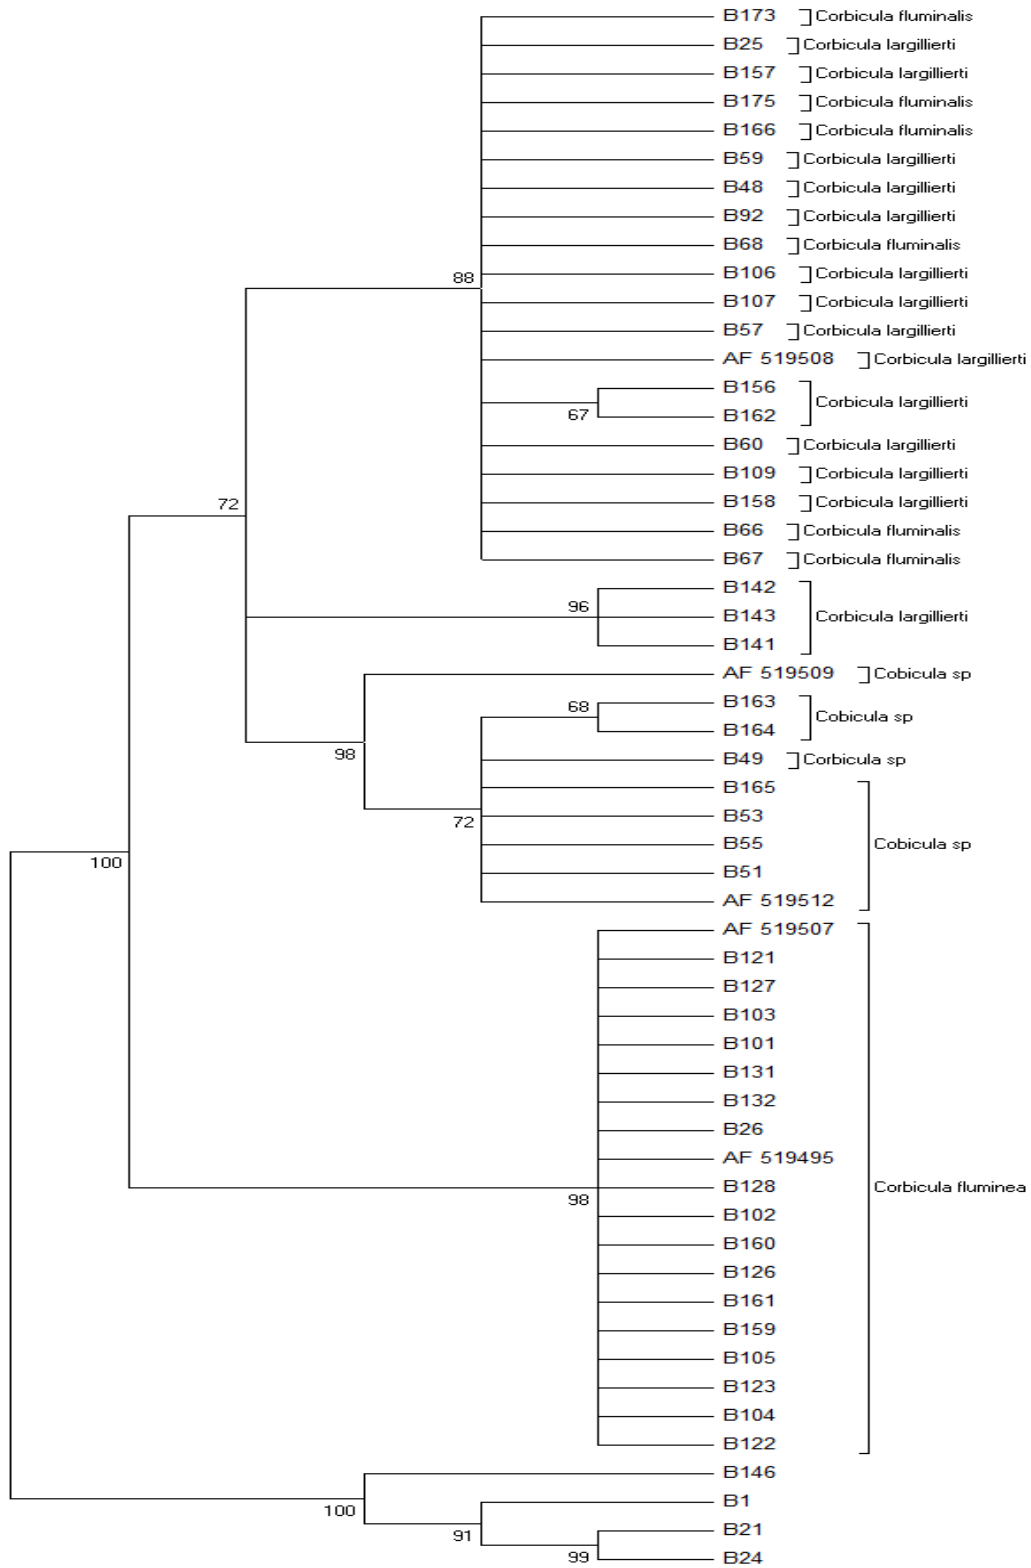 B173 Corbicula fluminalis
B25 Corbicula largillierti
B157 Corbicula largillierti
B175 Corbicula fluminalis
B166 Corbicula fluminalis
B59 Corbicula largillierti
B48 Corbicula largillierti
B92 Corbicula largillierti
B68 Corbicula fluminalis
88
B106 Corbicula largillierti
B107 Corbicula largillierti
B57 Corbicula largillierti
AF 519508 Corbicula largillierti
B156
Corbicula largillierti
67
B162
B60 Corbicula largillierti
B109 Corbicula largillierti
72
B158 Corbicula largillierti
B66 Corbicula fluminalis
B67 Corbicula fluminalis
B142
96
B143 Corbicula largillierti
B141
AF 519509 Cobicula sp
B163
68
Cobicula sp
B164
98
B49 Corbicula sp
B165
B53
72
B55 Cobicula sp
100
B51
AF 519512
AF 519507
B121
B127
B103
B101
B131
B132
B26
AF 519495
B128 Corbicula fluminea
98
B102
B160
B126
B161
B159
B105
B123
B104
B122
B146
100
B1
91
B21
99
B24